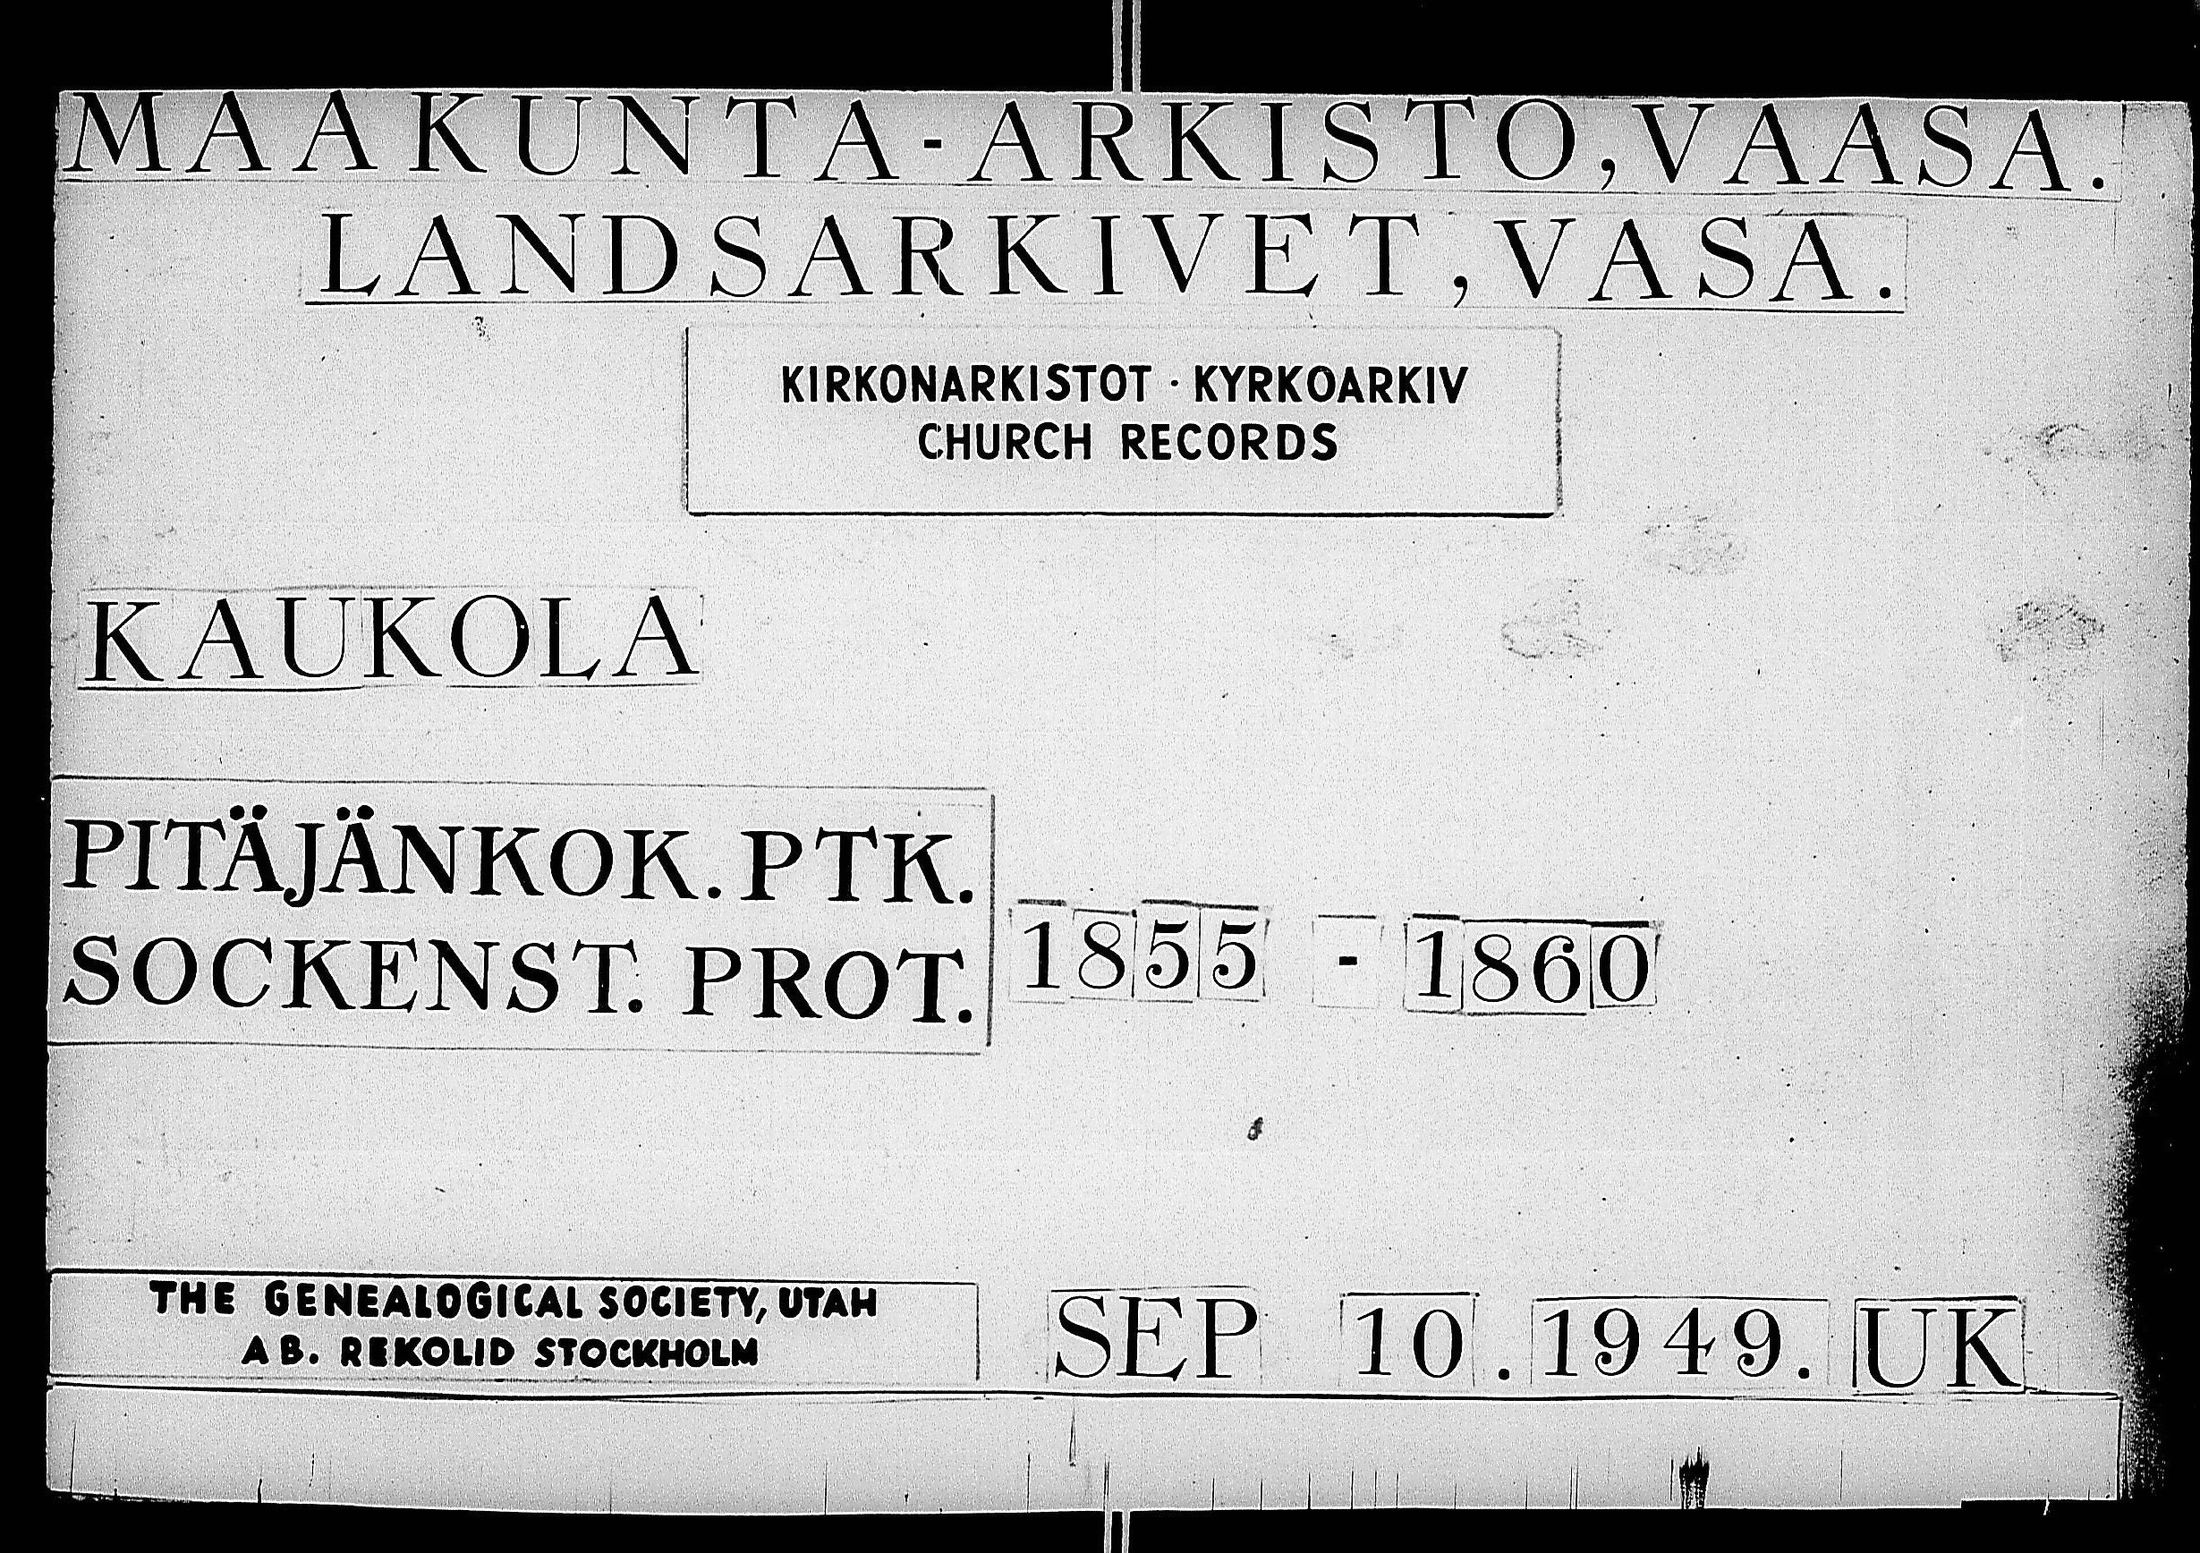 MAAKUNTA-ARKISTO, VAASA.
LANDSARKIVET, VASA.
KIRKONARKISTOT · KYRKOARKIV
CHURCH RECORDS
KAUKOLA
PITÄJÄNKOK. PTK.
SOCKENST. PROT.
1855 - 1860
THE GENEALOGICAL SOCIETY, UTAH
AB. REKOLID STOCKHOLM
SEP 10. 1949. UK